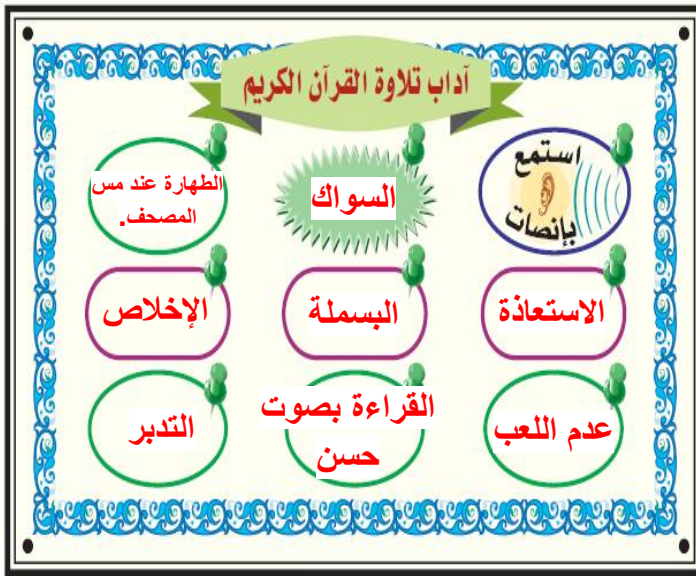 آداب تلاوة القرآن الكريم
استمع
بإنصات
السواك
الطهارة عند مس
المصحف.
الاستعاذة
البسملة
الإخلاص
عدم اللعب
القراءة بصوت
حسن
التدبر